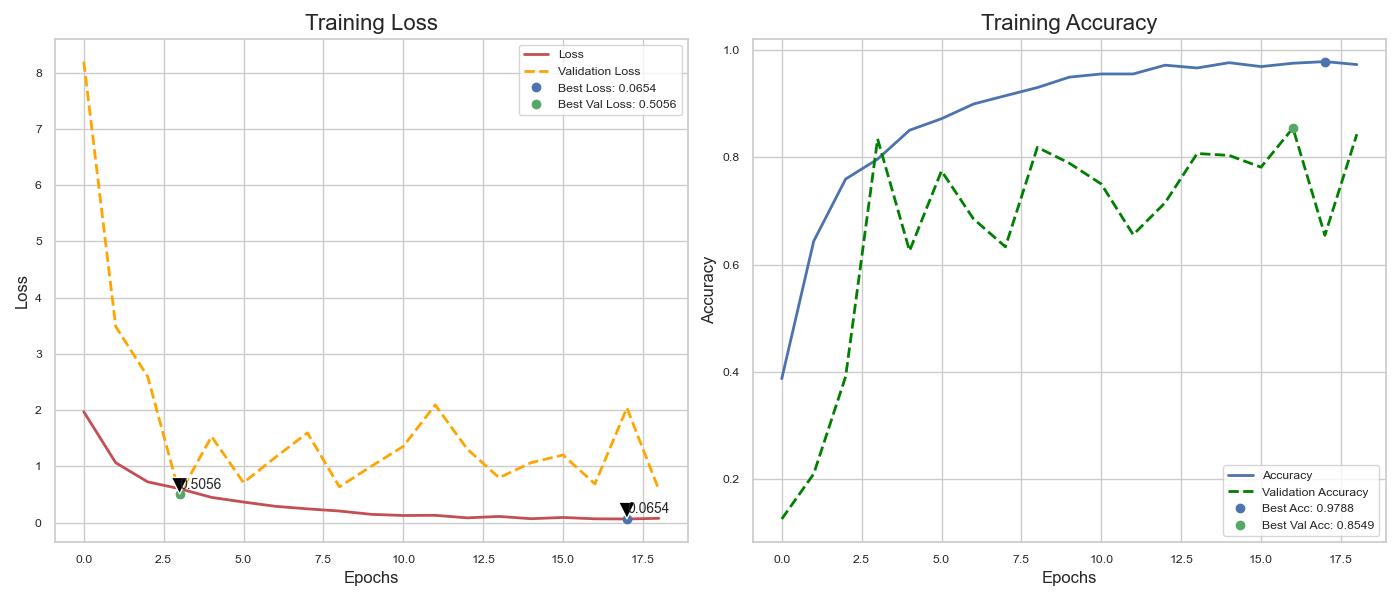 Training Loss
Loss
Validation Loss
Best Loss: 0.0654
Best Val Loss: 0.5056
8
7
6
5
4
3
2
1
0
Loss
0.5056
0.0654
0.0
2.5
5.0
7.5
10.0
12.5
15.0
17.5
Epochs
Training Accuracy
1.0
0.8
0.6
0.4
0.2
Accuracy
Accuracy
Validation Accuracy
Best Acc: 0.9788
Best Val Acc: 0.8549
0.0
2.5
5.0
7.5
10.0
12.5
15.0
17.5
Epochs